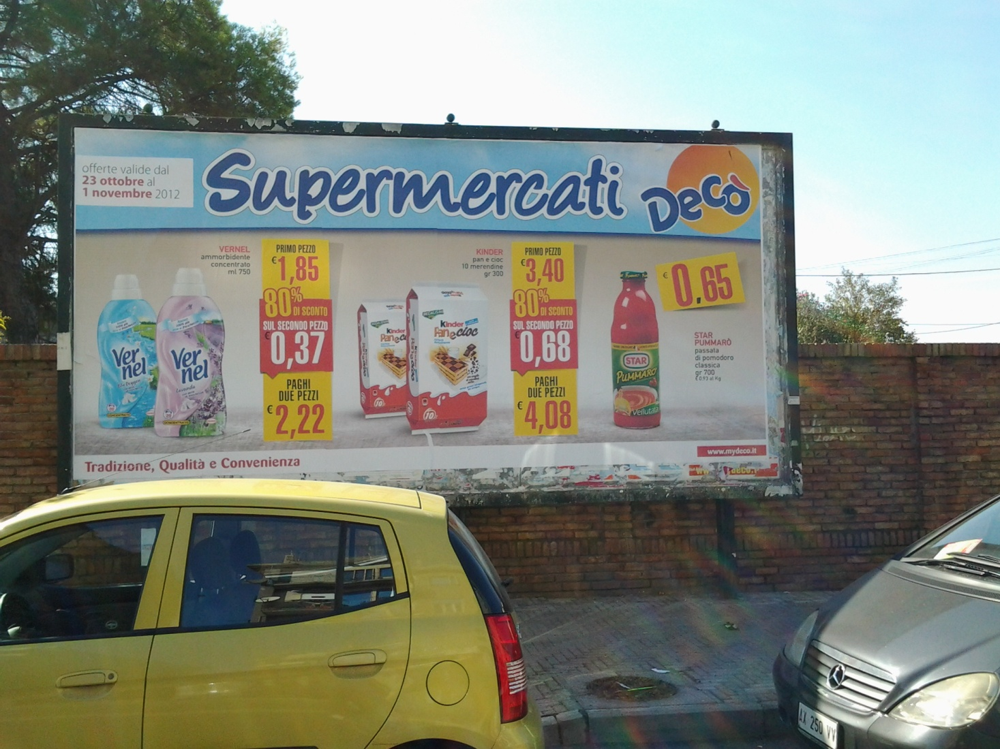 offerte valide dal
23 ottobre al
1 novembre 2012
Supermercati
Decò
VERNEL
ammorbidente
concentrato
ml 750
PRIMO PEZZO
€ 1,85
80% DI SCONTO
SUL SECONDO PEZZO
€ 0,37
PAGHI
DUE PEZZI
€ 2,22
Vernel
Vernel
Lavanda
KINDER
pan e cioc
10 merendine
gr 300
PRIMO PEZZO
€ 3,40
80% DI SCONTO
SUL SECONDO PEZZO
€ 0,68
PAGHI
DUE PEZZI
€ 4,08
Kinder
Pan e c
Kinder
Pan e cioc
10
10
€ 0.65
STAR
PUMMARÒ
passata
di pomodoro
classica
gr 700
€ 0,93 al Kg
STAR
PUMMARO
Vellutata
www.mydeco.it
Tradizione, Qualità e Convenienza
AX 250 VV